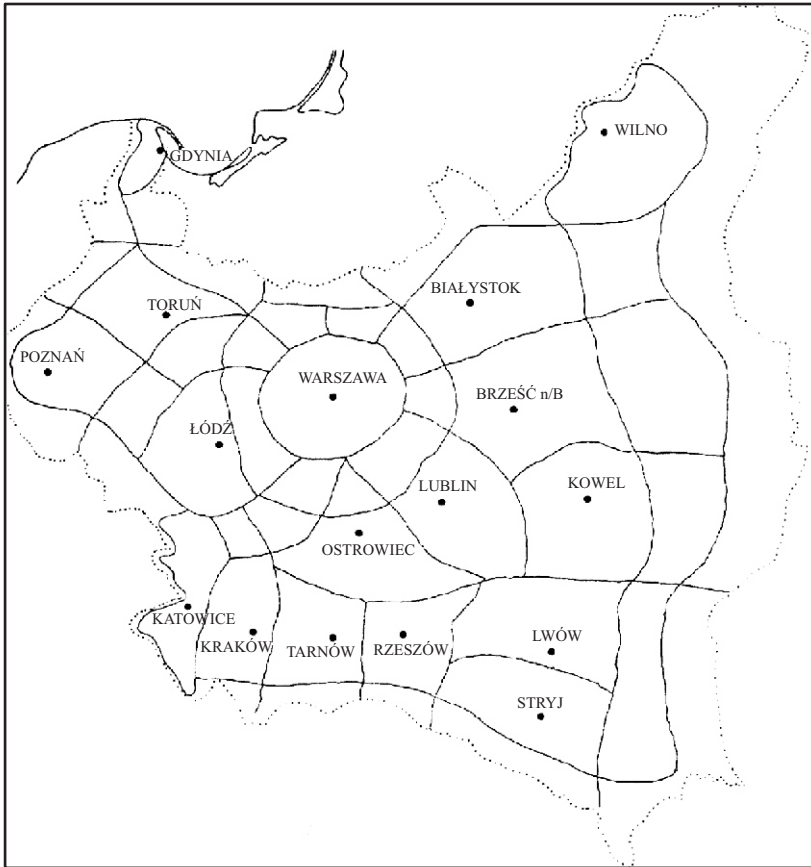 WILNO
GDYNIA
BIAŁYSTOK
TORUŃ
POZNAŃ
WARSZAWA
BRZEŚĆ n/B
ŁÓDŹ
LUBLIN
KOWEL
OSTROWIEC
KATOWICE
KRAKÓW
TARNÓW
RZESZÓW
LWÓW
STRYJ